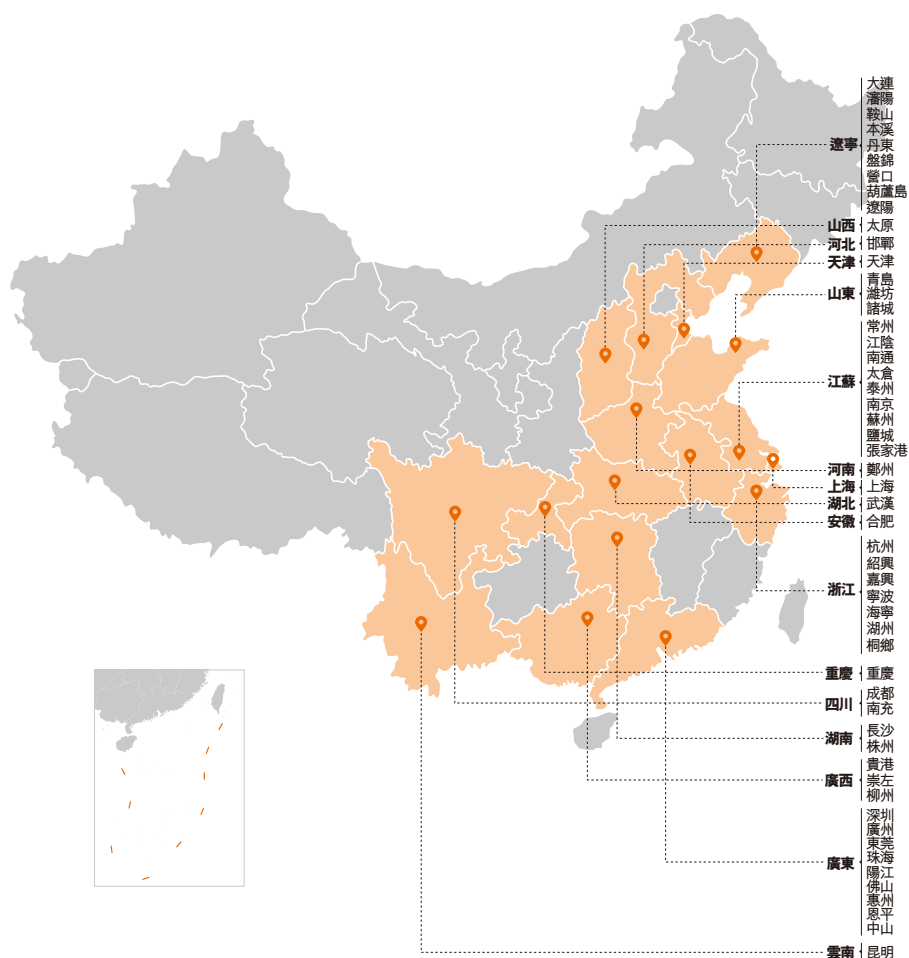 遼寧
大連
瀋陽
鞍山
本溪
丹東
盤錦
營口
葫蘆島
遼陽
山西
太原
河北
邯鄲
天津
天津
山東
青島
濰坊
諸城
江蘇
常州
江陰
南通
太倉
泰州
南京
蘇州
鹽城
張家港
河南
鄭州
上海
上海
湖北
武漢
安徽
合肥
浙江
杭州
紹興
嘉興
寧波
海寧
湖州
桐鄉
重慶
重慶
四川
成都
南充
湖南
長沙
株州
廣西
貴港
崇左
柳州
廣東
深圳
廣州
東莞
珠海
陽江
佛山
惠州
恩平
中山
雲南
昆明